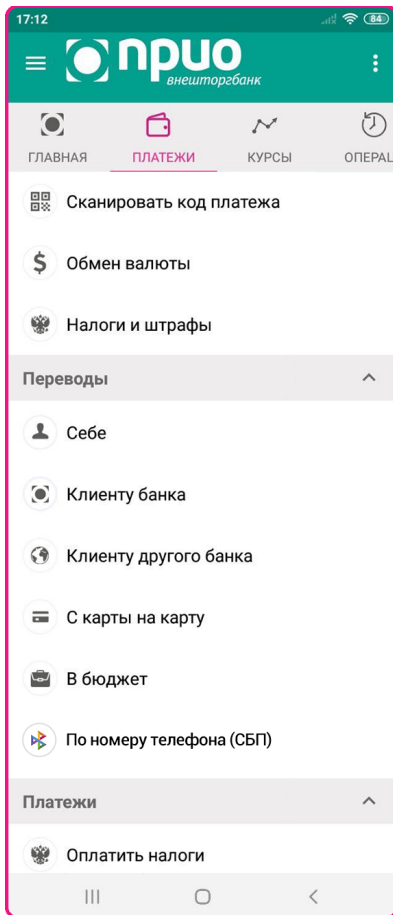 17:12
84
прио
внешторгбанк
ГЛАВНАЯ
ПЛАТЕЖИ
КУРСЫ
ОПЕРАЦ
Сканировать код платежа
Обмен валюты
Налоги и штрафы
Переводы
Себе
Клиенту банка
Клиенту другого банка
С карты на карту
В бюджет
По номеру телефона (СБП)
Платежи
Оплатить налоги